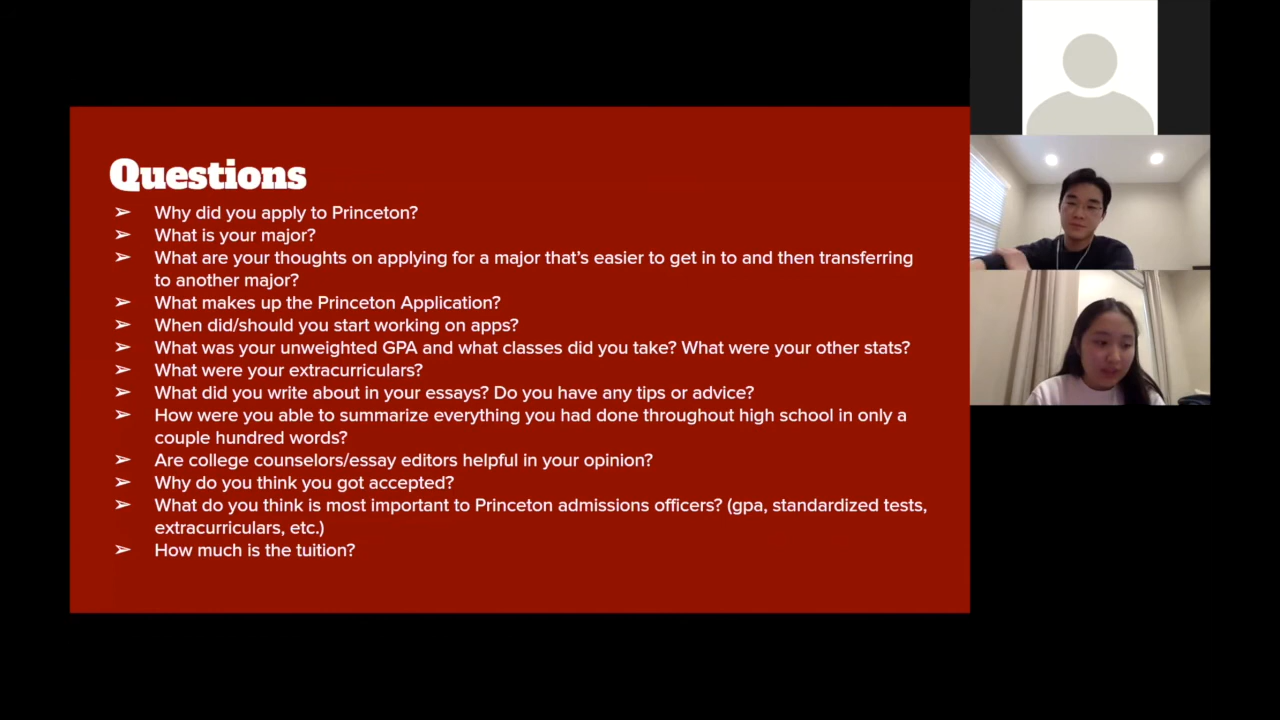 Questions
➢ Why did you apply to Princeton?
➢ What is your major?
➢ What are your thoughts on applying for a major that's easier to get in to and then transferring
to another major?
➢ What makes up the Princeton Application?
➢ When did/should you start working on apps?
➢ What was your unweighted GPA and what classes did you take? What were your other stats?
➢ What were your extracurriculars?
➢ What did you write about in your essays? Do you have any tips or advice?
➢ How were you able to summarize everything you had done throughout high school in only a
couple hundred words?
➢ Are college counselors/essay editors helpful in your opinion?
➢ Why do you think you got accepted?
➢ What do you think is most important to Princeton admissions officers? (gpa, standardized tests,
extracurriculars, etc.)
➢ How much is the tuition?